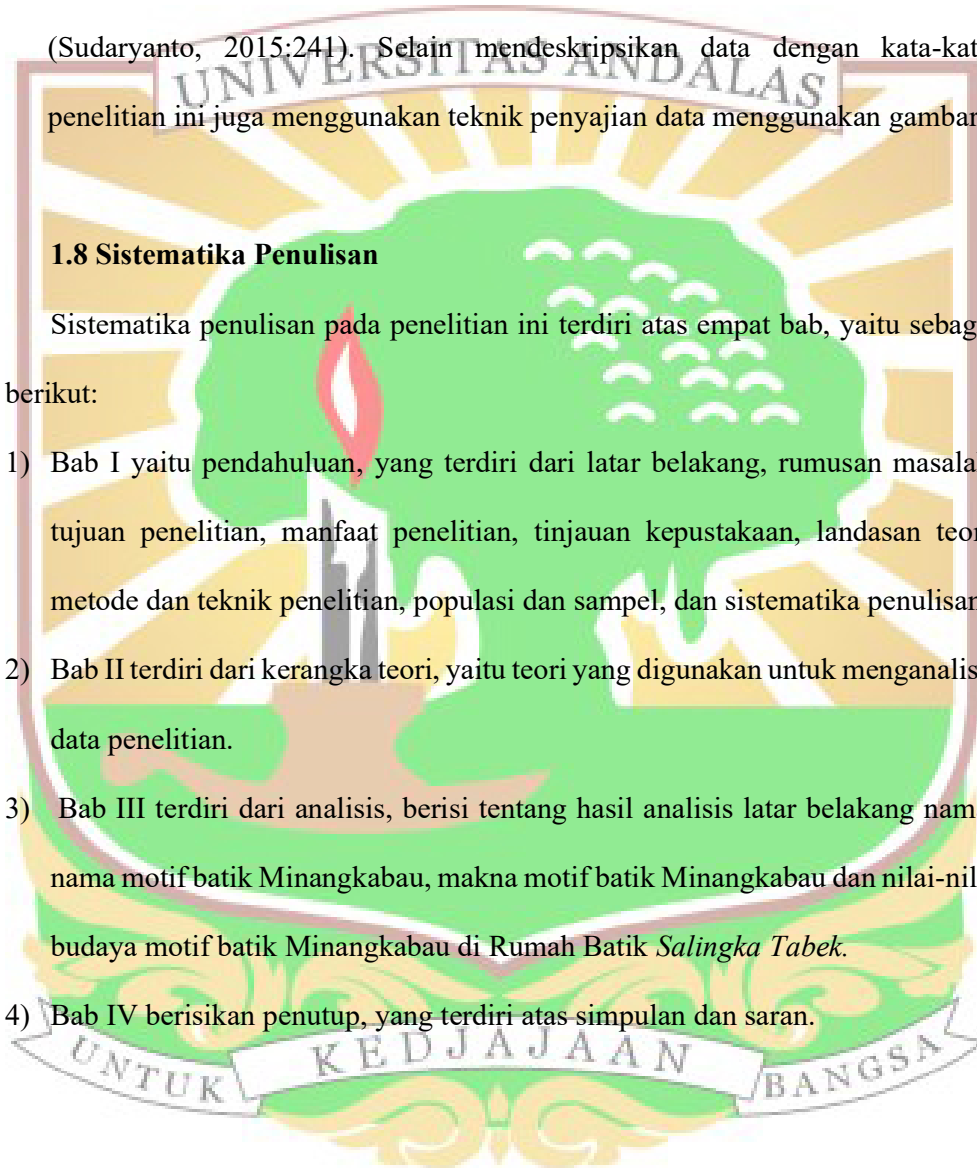 (Sudaryanto, 2015:241). Selain mendeskripsikan data dengan kata-kat
UNIVERSITAS ANDALAS
penelitian ini juga menggunakan teknik penyajian data menggunakan gambar
1.8 Sistematika Penulisan
Sistematika penulisan pada penelitian ini terdiri atas empat bab, yaitu sebag
berikut:
1) Bab I yaitu pendahuluan, yang terdiri dari latar belakang, rumusan masala
tujuan penelitian, manfaat penelitian, tinjauan kepustakaan, landasan teor
metode dan teknik penelitian, populasi dan sampel, dan sistematika penulisan
2) Bab II terdiri dari kerangka teori, yaitu teori yang digunakan untuk menganalis
data penelitian.
3) Bab III terdiri dari analisis, berisi tentang hasil analisis latar belakang nam
nama motif batik Minangkabau, makna motif batik Minangkabau dan nilai-nil
budaya motif batik Minangkabau di Rumah Batik Salingka Tabek.
4) Bab IV berisikan penutup, yang terdiri atas simpulan dan saran.
UNTUK KEDJAJAAN BANGSA